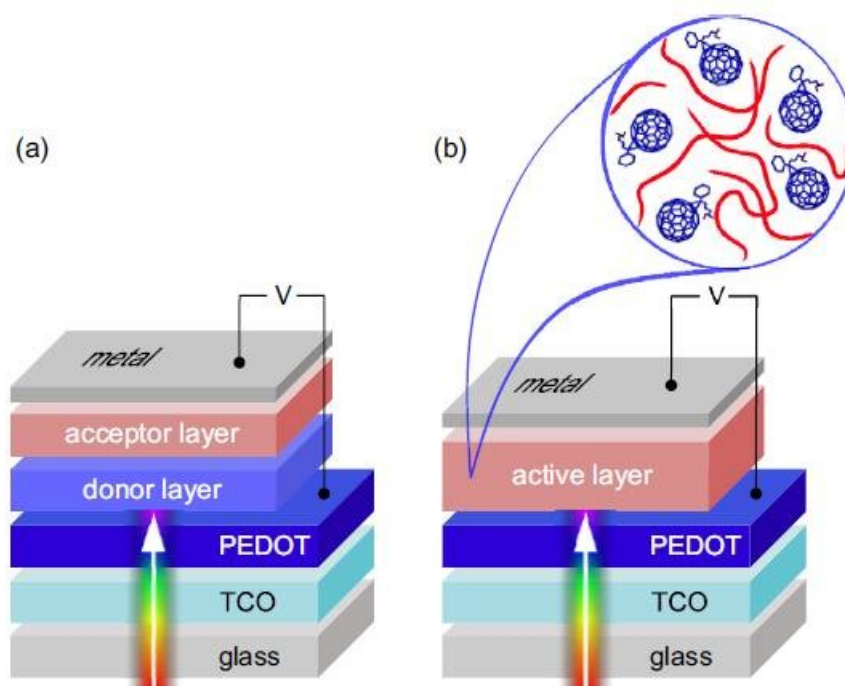 (a)
V
metal
acceptor layer
donor layer
PEDOT
TCO
glass
(b)
V
metal
active layer
PEDOT
TCO
glass